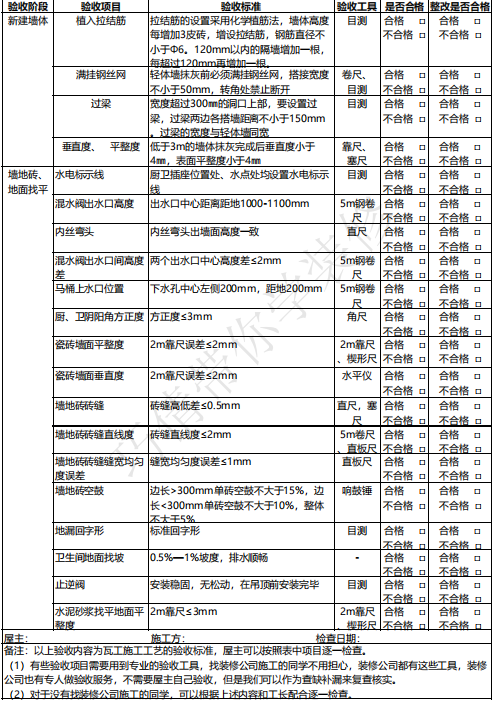 验收阶段 验收项目 验收标准 验收工具 是否合格 整改是否合格
新建墙体 植入拉结筋 拉结筋的设置采用化学植筋法，墙体高度 目测 合格 □ 合格 □
每增加3皮砖，增设拉结筋，钢筋直径不 不合格 □ 不合格 □
小于Φ6。120mm以内的隔墙增加一根，
每超过120mm再增加一根。
满挂钢丝网 轻体墙抹灰前必须满挂钢丝网，搭接宽度 卷尺、 合格 □ 合格 □
不小于50mm，转角处禁止断开 目测 不合格 □ 不合格 □
过梁 宽度超过300㎜的洞口上部，要设置过 目测 合格 □ 合格 □
梁，过梁两边各搭墙距离不小于150mm 不合格 □ 不合格 □
，过梁的宽度与轻体墙同宽
垂直度、 平整度 低于3m的墙体抹灰完成后垂直度小于 靠尺、 合格 □ 合格 □
4㎜，表面平整度小于4㎜ 塞尺 不合格 □ 不合格 □
墙地砖、 水电标示线 厨卫插座位置处、水点处均设置水电标示 目测 合格 □ 合格 □
地面找平 线 不合格 □ 不合格 □
混水阀出水口高度 出水口中心距离距地1000-1100mm 5m钢卷 合格 □ 合格 □
尺 不合格 □ 不合格 □
内丝弯头 内丝弯头出墙面高度一致 直尺 合格 □ 合格 □
不合格 □ 不合格 □
混水阀出水口间高度 两个出水口中心高度差≤2mm 5m钢卷 合格 □ 合格 □
差 尺 不合格 □ 不合格 □
马桶上水口位置 下水孔中心左侧200mm，距地200mm 5m钢卷 合格 □ 合格 □
尺 不合格 □ 不合格 □
厨、卫阴阳角方正度 方正度≤3mm 角尺 合格 □ 合格 □
不合格 □ 不合格 □
瓷砖墙面平整度 2m靠尺误差≤2mm 2m靠尺 合格 □ 合格 □
、楔形尺 不合格 □ 不合格 □
瓷砖墙面垂直度 2m靠尺误差≤2mm 水平仪 合格 □ 合格 □
不合格 □ 不合格 □
墙地砖砖缝 砖缝高低差≤0.5mm 直尺，塞 合格 □ 合格 □
尺 不合格 □ 不合格 □
墙地砖砖缝直线度 砖缝直线度≤2mm 5m卷尺 合格 □ 合格 □
、直板尺 不合格 □ 不合格 □
墙地砖砖缝缝宽均匀 缝宽均匀度误差≤1mm 直板尺 合格 □ 合格 □
度误差 不合格 □ 不合格 □
墙地砖空鼓 边长>300mm单砖空鼓不大于15%，边 响鼓锤 合格 □ 合格 □
长<300mm单砖空鼓不大于10%，整体 不合格 □ 不合格 □
不大于5%
地漏回字形 标准回字形 目测 合格 □ 合格 □
不合格 □ 不合格 □
卫生间地面找坡 0.5%—1%坡度，排水顺畅 - 合格 □ 合格 □
不合格 □ 不合格 □
止逆阀 安装稳固，无松动，在吊顶前安装完毕 目测 合格 □ 合格 □
不合格 □ 不合格 □
水泥砂浆找平地面平 2m靠尺≤3mm 2m靠尺 合格 □ 合格 □
整度 、楔形尺 不合格 □ 不合格 □
屋主： 施工方： 检查日期：
备注：以上验收内容为瓦工施工工艺的验收标准，屋主可以按照表中项目逐一检查。
（1）有些验收项目需要用到专业的验收工具，找装修公司施工的同学不用担心，装修公司都有这些工具，装修
公司也有专人做验收服务，不需要屋主自己验收，但是我们可以作为查缺补漏来复查核实。
（2）对于没有找装修公司施工的同学，可以根据上述内容和工长配合逐一检查。